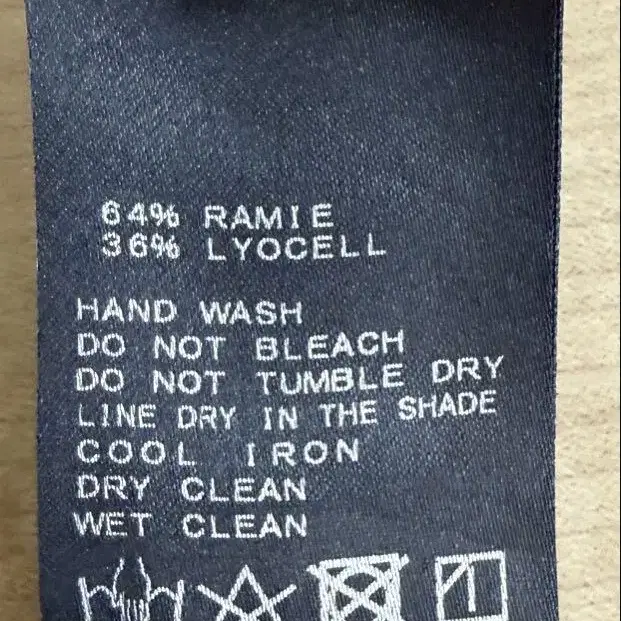 64% RAMIE
36% LYOCELL
HAND WASH
DO NOT BLEACH
DO NOT TUMBLE DRY
LINE DRY IN THE SHADE
COOL IRON
DRY CLEAN
WET CLEAN